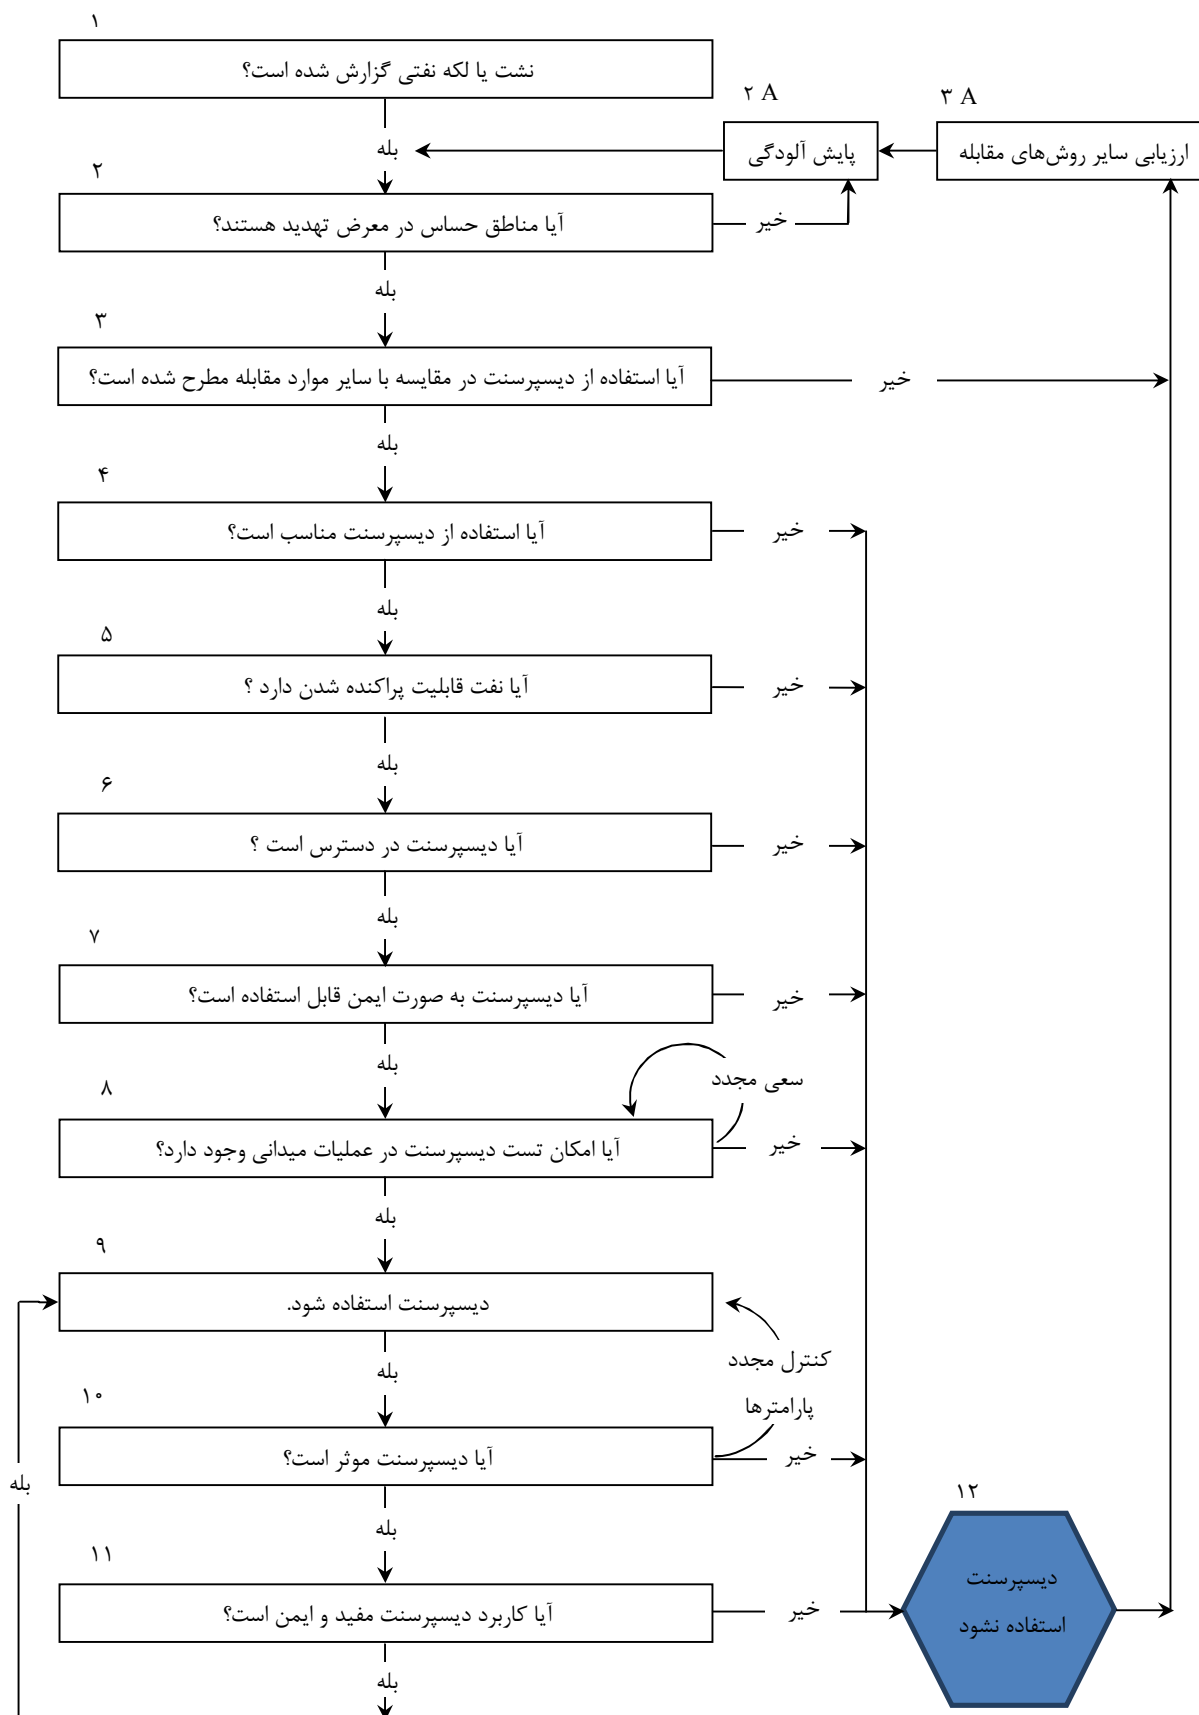 ۱
نشت یا لکه نفتی گزارش شده است؟
بله
۲ A
پایش آلودگی
۳ A
ارزیابی سایر روش‌های مقابله
۲
آیا مناطق حساس در معرض تهدید هستند؟
خیر
بله
۳
آیا استفاده از دیسپرسنت در مقایسه با سایر موارد مقابله مطرح شده است؟
خیر
بله
۴
آیا استفاده از دیسپرسنت مناسب است؟
خیر
بله
۵
آیا نفت قابلیت پراکنده شدن دارد ؟
خیر
بله
۶
آیا دیسپرسنت در دسترس است ؟
خیر
بله
۷
آیا دیسپرسنت به صورت ایمن قابل استفاده است؟
خیر
بله
سعی مجدد
۸
آیا امکان تست دیسپرسنت در عملیات میدانی وجود دارد؟
خیر
بله
۹
دیسپرسنت استفاده شود.
بله
کنترل مجدد
پارامترها
۱۰
آیا دیسپرسنت موثر است؟
خیر
بله
بله
۱۱
آیا کاربرد دیسپرسنت مفید و ایمن است؟
خیر
بله
۱۲
دیسپرسنت
استفاده نشود